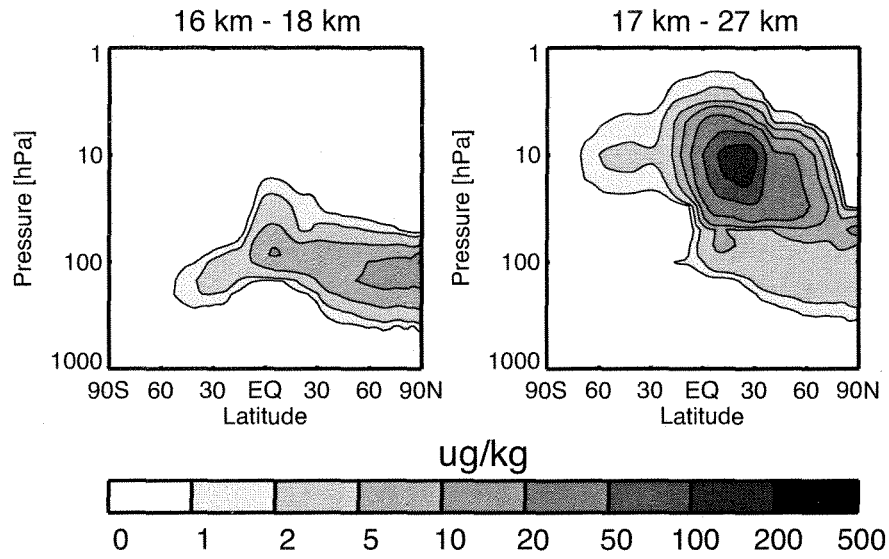 16 km - 18 km
17 km - 27 km
Pressure [hPa]
1
10
100
1000
90S 60 30 EQ 30 60 90N
Latitude
Pressure [hPa]
1
10
100
1000
90S 60 30 EQ 30 60 90N
Latitude
ug/kg
0 1 2 5 10 20 50 100 200 500